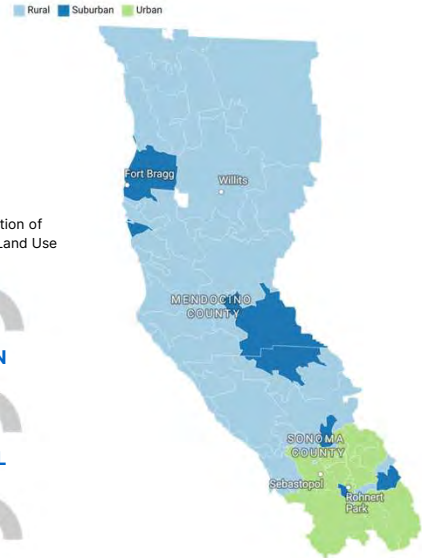 Rural Suburban Urban
Fort Bragg
Willits
tion of
Land Use
MENDOCINO
COUNTY
N
SONOMA
COUNTY
L
Sebastopol
Rohnert
Park